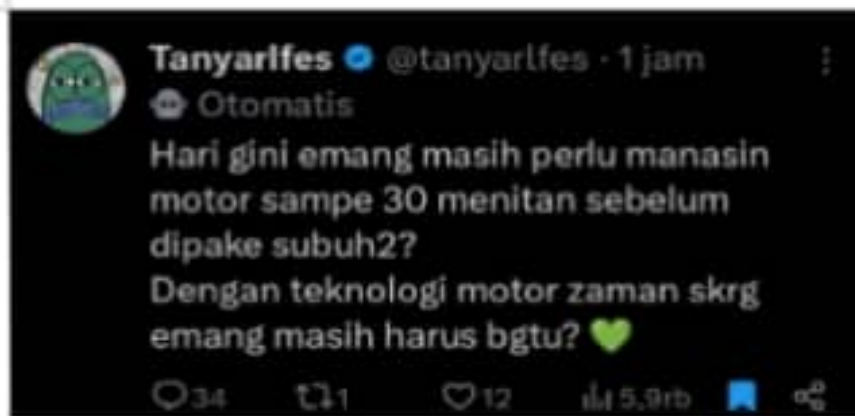 Tanyarlfes @tanyarlfes · 1 jam
Otomatis
Hari gini emang masih perlu manasin
motor sampe 30 menitan sebelum
dipake subuh2?
Dengan teknologi motor zaman skrg
emang masih harus bgtu? 💚
34 1 12 5,9rb